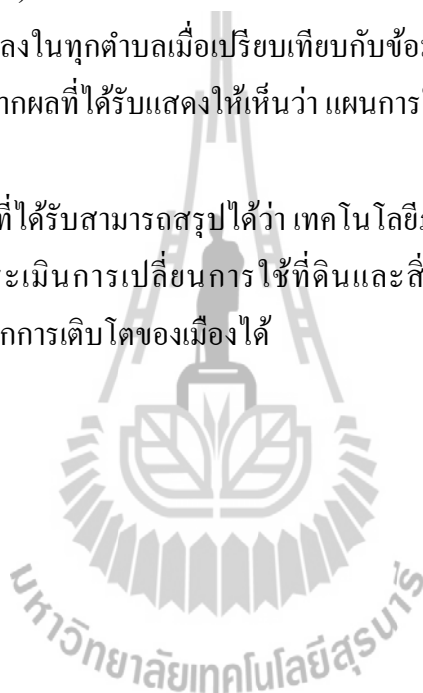 ลงในทุกตำบลเมื่อเปรียบเทียบกับข้อ
ากผลที่ได้รับแสดงให้เห็นว่า แผนการ
ที่ได้รับสามารถสรุปได้ว่า เทคโนโลยี
ระเมินการเปลี่ยนการใช้ที่ดินและสิ่
กการเติบโตของเมืองได้
มหาวิทยาลัยเทคโนโลยีสุรนารี